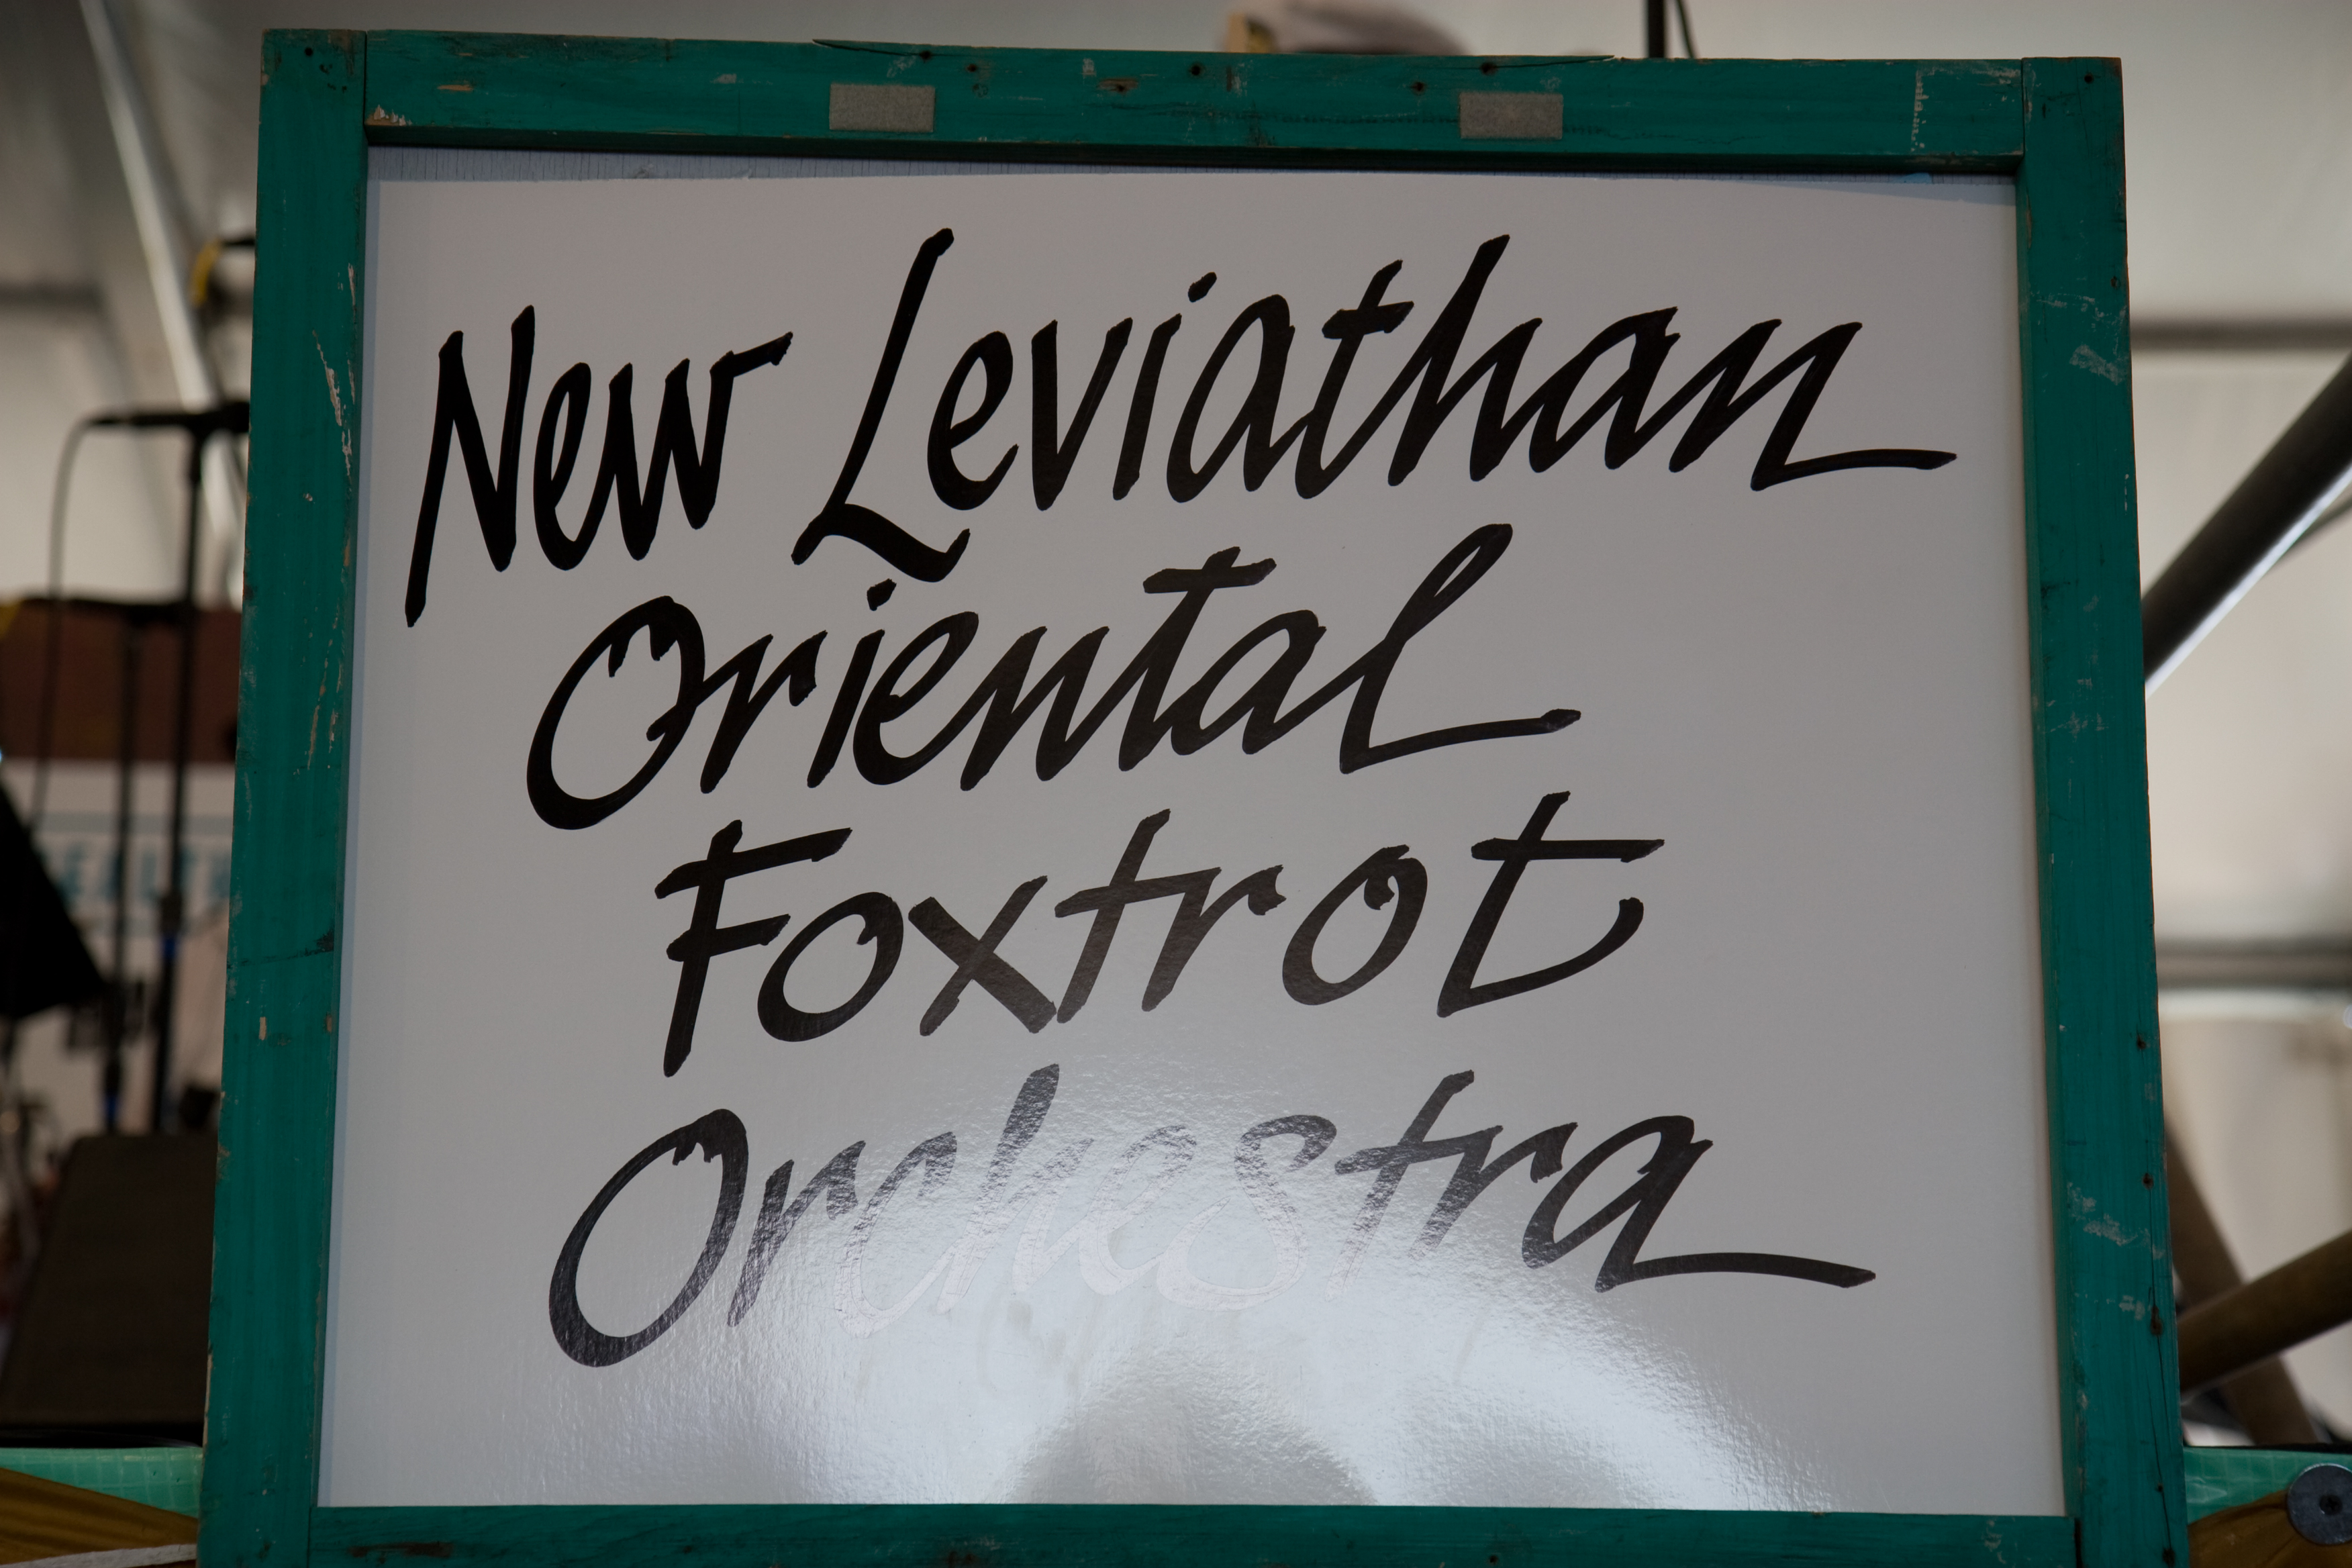 New Leviathan
Oriental
Foxtrot
Orchestra